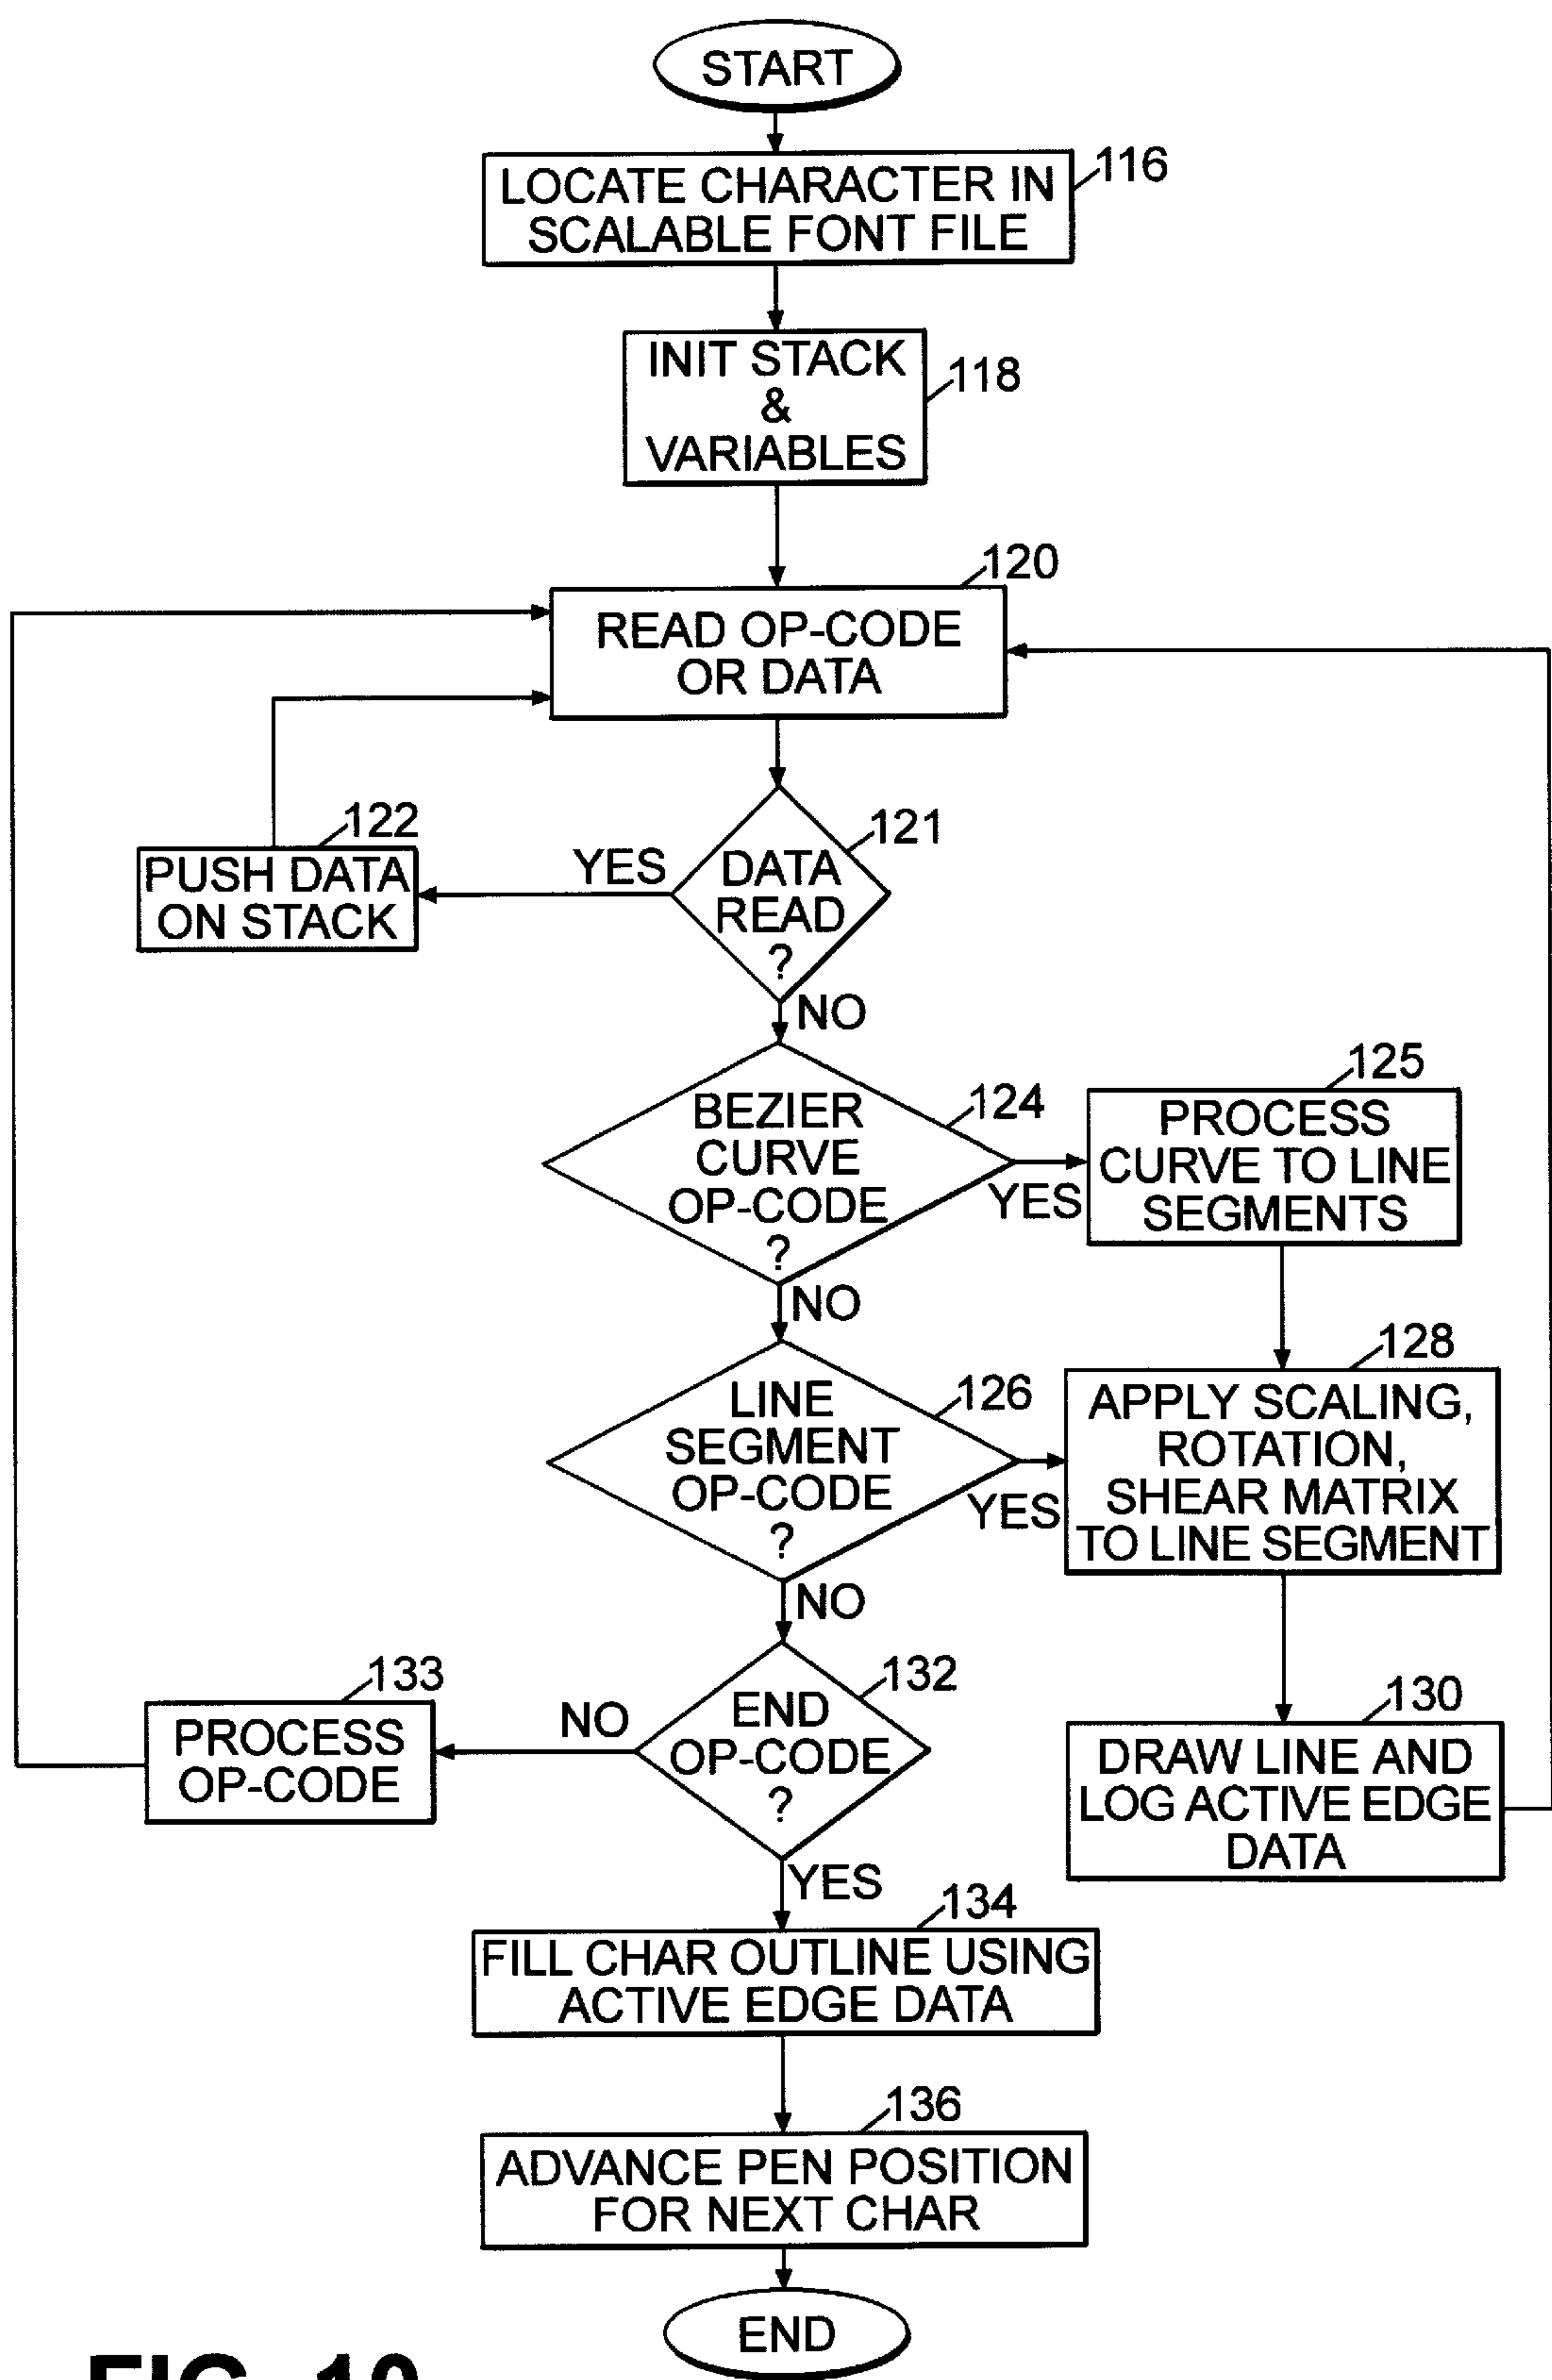 START
116
LOCATE CHARACTER IN
SCALABLE FONT FILE
INIT STACK
&
VARIABLES
118
120
READ OP-CODE
OR DATA
122
PUSH DATA
ON STACK
YES
121
DATA
READ
?
NO
124
BEZIER
CURVE
OP-CODE
?
YES
125
PROCESS
CURVE TO LINE
SEGMENTS
NO
126
LINE
SEGMENT
OP-CODE
?
YES
128
APPLY SCALING,
ROTATION,
SHEAR MATRIX
TO LINE SEGMENT
NO
133
PROCESS
OP-CODE
NO
132
END
OP-CODE
?
130
DRAW LINE AND
LOG ACTIVE EDGE
DATA
YES
134
FILL CHAR OUTLINE USING
ACTIVE EDGE DATA
136
ADVANCE PEN POSITION
FOR NEXT CHAR
END
FIG.